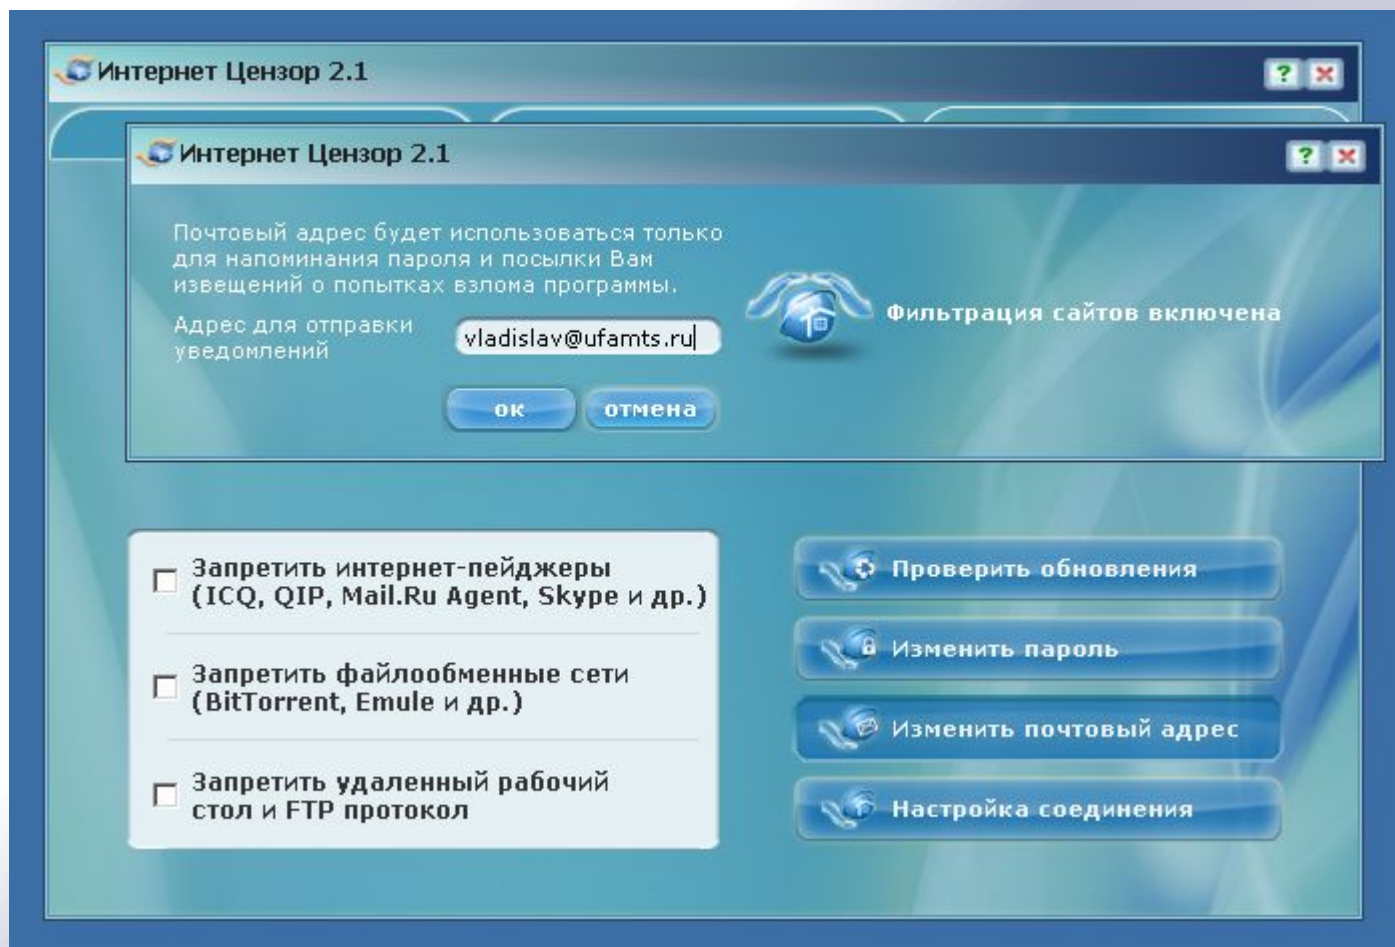 Интернет Цензор 2.1
Интернет Цензор 2.1
Почтовый адрес будет использоваться только
для напоминания пароля и посылки Вам
извещений о попытках взлома программы.
Адрес для отправки
уведомлений
vladislav@ufamts.ru
ок
отмена
Фильтрация сайтов включена
Запретить интернет-пейджеры
(ICQ, QIP, Mail.Ru Agent, Skype и др.)
Запретить файлообменные сети
(BitTorrent, Emule и др.)
Запретить удаленный рабочий
стол и FTP протокол
Проверить обновления
Изменить пароль
Изменить почтовый адрес
Настройка соединения